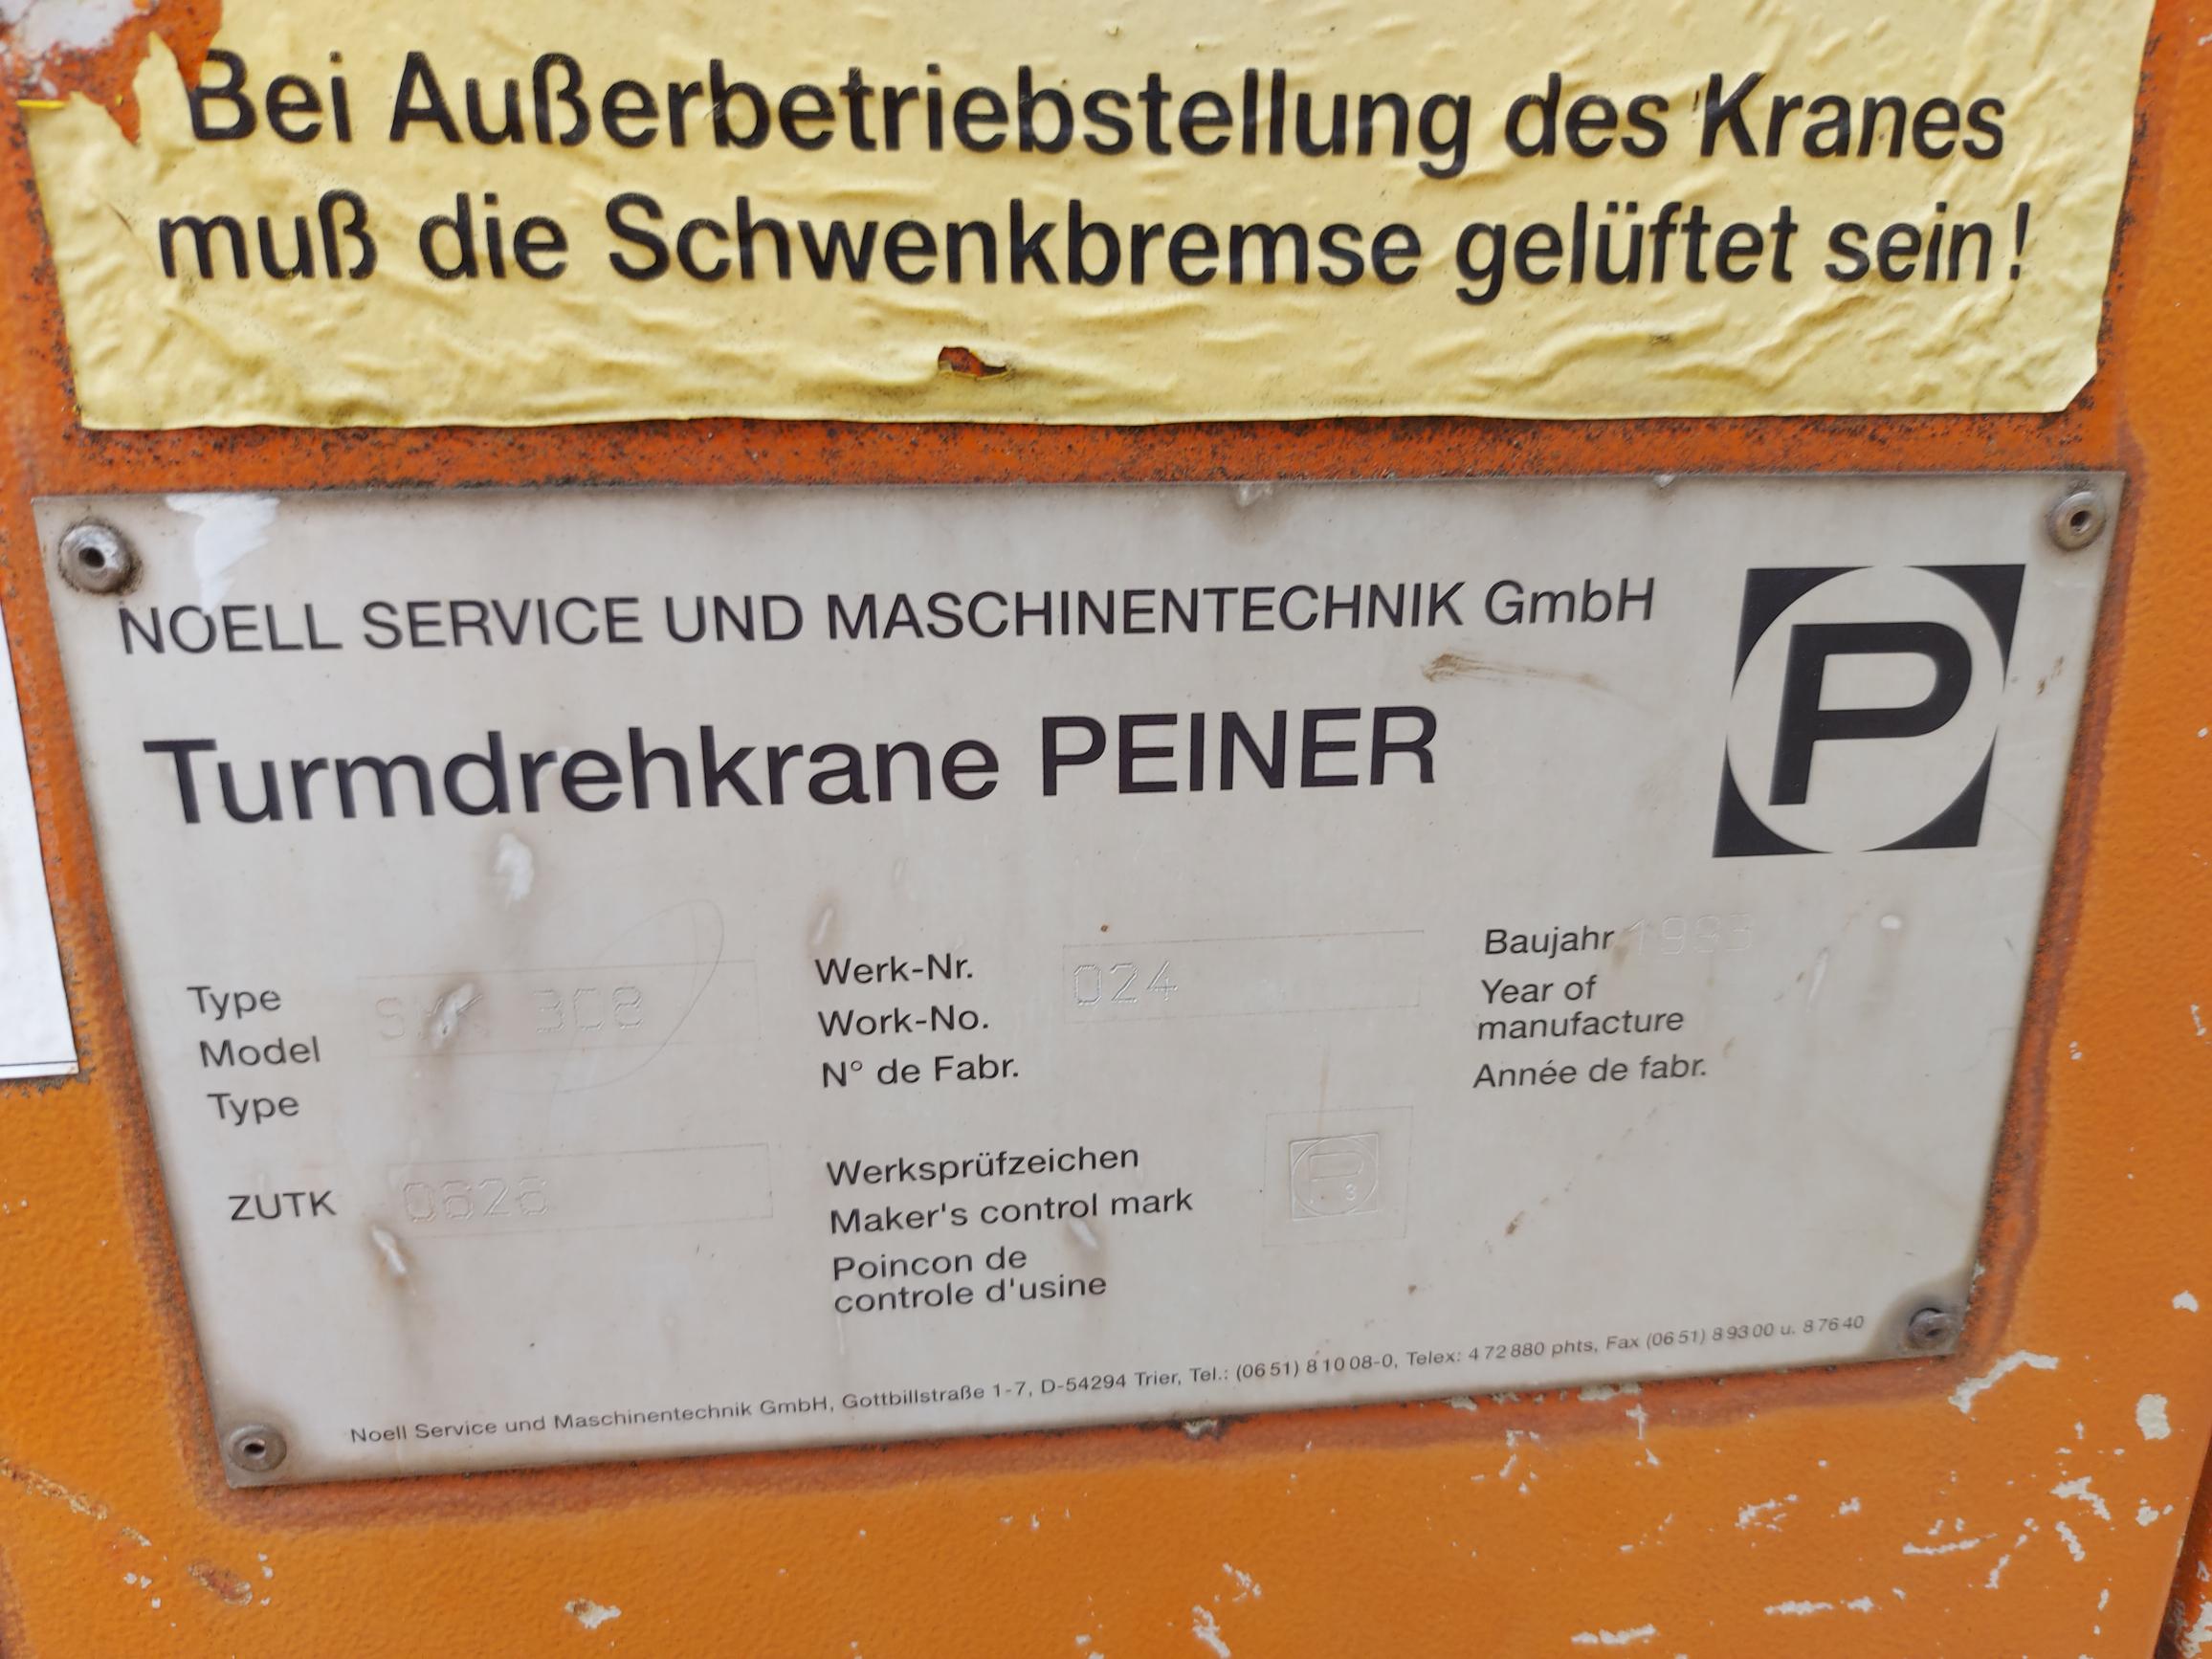 Bei Außerbetriebstellung des Kranes
muß die Schwenkbremse gelüftet sein!
NOELL SERVICE UND MASCHINENTECHNIK GmbH
P
Turmdrehkrane PEINER
Type
Model
Type
Werk-Nr. 024
Work-No.
N° de Fabr.
Baujahr
Year of
manufacture
Année de fabr.
ZUTK
Werksprüfzeichen
Maker's control mark
Poincon de
controle d'usine
P
3
Noell Service und Maschinentechnik GmbH, Gottbillstraße 1-7, D-54294 Trier, Tel.: (06 51) 8 10 08-0, Telex: 4 72 880 phts, Fax (06 51) 8 93 00 u. 8 76 40